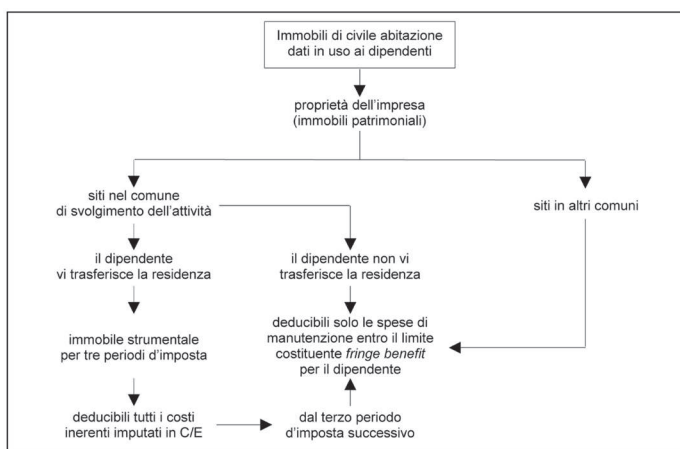 Immobili di civile abitazione
dati in uso ai dipendenti
proprietà dell'impresa
(immobili patrimoniali)
siti nel comune
di svolgimento dell'attività
siti in altri comuni
il dipendente
vi trasferisce la residenza
il dipendente non vi
trasferisce la residenza
immobile strumentale
per tre periodi d'imposta
deducibili solo le spese di
manutenzione entro il limite
costituente fringe benefit
per il dipendente
deducibili tutti i costi
inerenti imputati in C/E
dal terzo periodo
d'imposta successivo